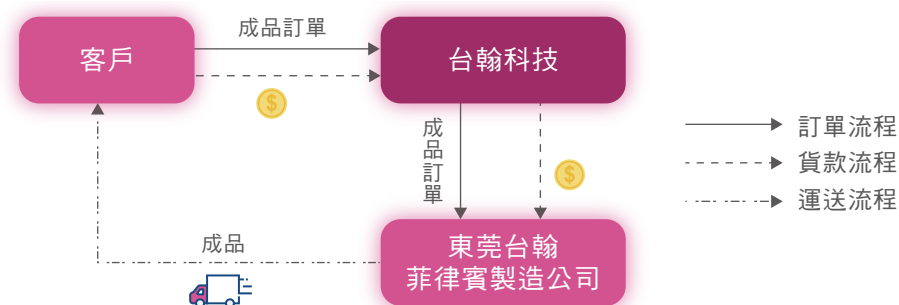 成品訂單
客戶
台翰科技
$
成品訂單
$
訂單流程
貨款流程
運送流程
成品
東莞台翰
菲律賓製造公司